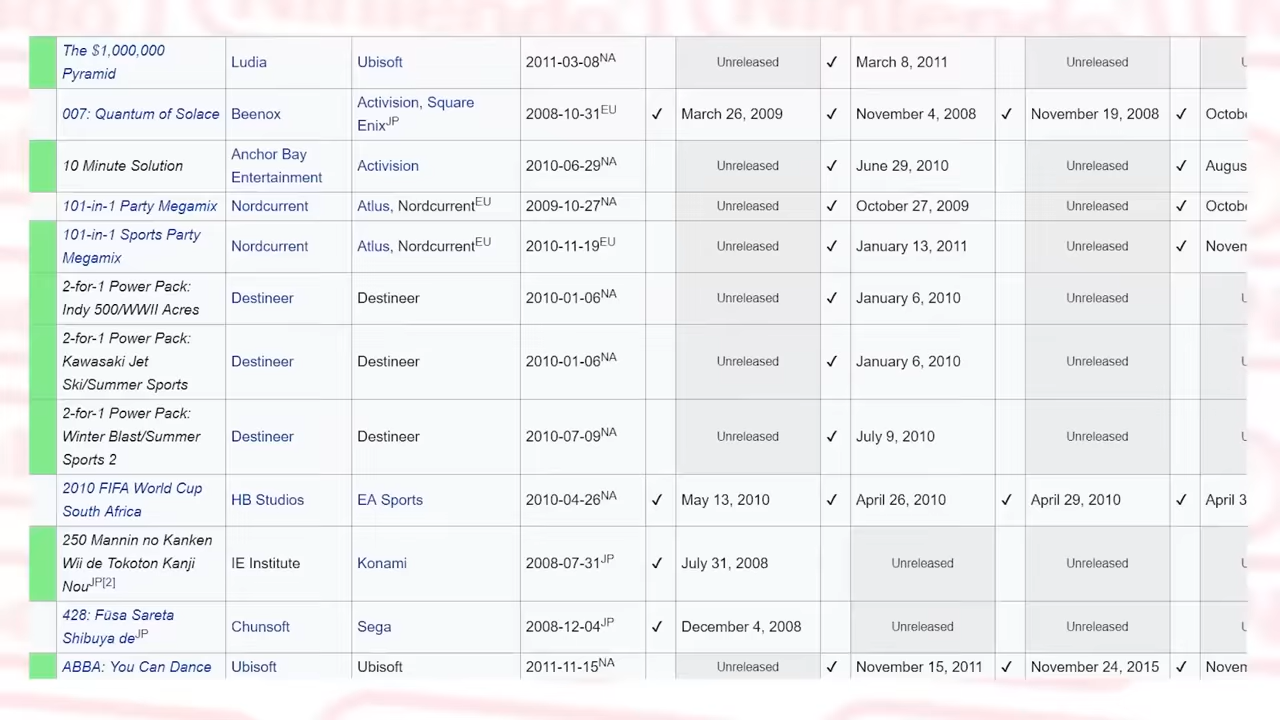 The $1,000,000
Pyramid
Ludia
Ubisoft
2011-03-08NA
Unreleased
✓ March 8, 2011
Unreleased
007: Quantum of Solace
Beenox
Activision, Square
EnixJP
2008-10-31EU
✓ March 26, 2009
✓ November 4, 2008
✓ November 19, 2008
✓ Octobe
10 Minute Solution
Anchor Bay
Entertainment
Activision
2010-06-29NA
Unreleased
✓ June 29, 2010
Unreleased
✓ Augus
101-in-1 Party Megamix
Nordcurrent
Atlus, NordcurrentEU
2009-10-27NA
Unreleased
✓ October 27, 2009
Unreleased
✓ Octobe
101-in-1 Sports Party
Megamix
Nordcurrent
Atlus, NordcurrentEU
2010-11-19EU
Unreleased
✓ January 13, 2011
Unreleased
✓ Novem
2-for-1 Power Pack:
Indy 500/WWII Acres
Destineer
Destineer
2010-01-06NA
Unreleased
✓ January 6, 2010
Unreleased
2-for-1 Power Pack:
Kawasaki Jet
Ski/Summer Sports
Destineer
Destineer
2010-01-06NA
Unreleased
✓ January 6, 2010
Unreleased
2-for-1 Power Pack:
Winter Blast/Summer
Sports 2
Destineer
Destineer
2010-07-09NA
Unreleased
✓ July 9, 2010
Unreleased
2010 FIFA World Cup
South Africa
HB Studios
EA Sports
2010-04-26NA
✓ May 13, 2010
✓ April 26, 2010
✓ April 29, 2010
✓ April 3
250 Mannin no Kanken
Wii de Tokoton Kanji
NouJP[2]
IE Institute
Konami
2008-07-31JP
✓ July 31, 2008
Unreleased
Unreleased
428: Fūsa Sareta
Shibuya deJP
Chunsoft
Sega
2008-12-04JP
✓ December 4, 2008
Unreleased
Unreleased
ABBA: You Can Dance
Ubisoft
Ubisoft
2011-11-15NA
Unreleased
✓ November 15, 2011
✓ November 24, 2015
✓ Novem